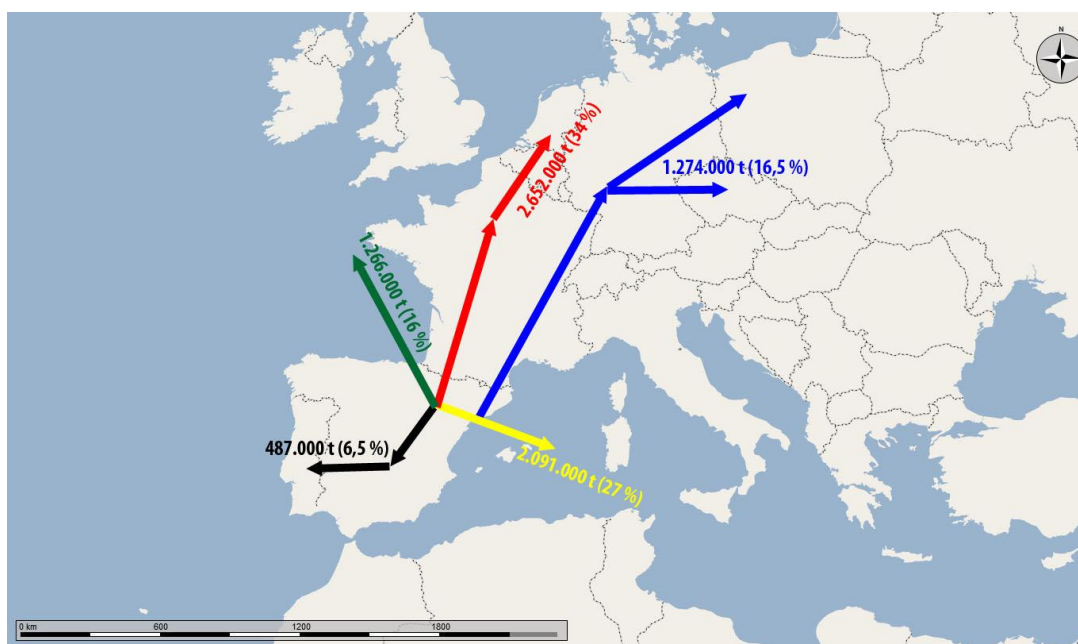 N
2.652.000 t (34 %)
1.274.000 t (16,5 %)
1.266.000 t (16 %)
487.000 t (6,5 %)
2.091.000 t (27 %)
0 km 600 1200 1800